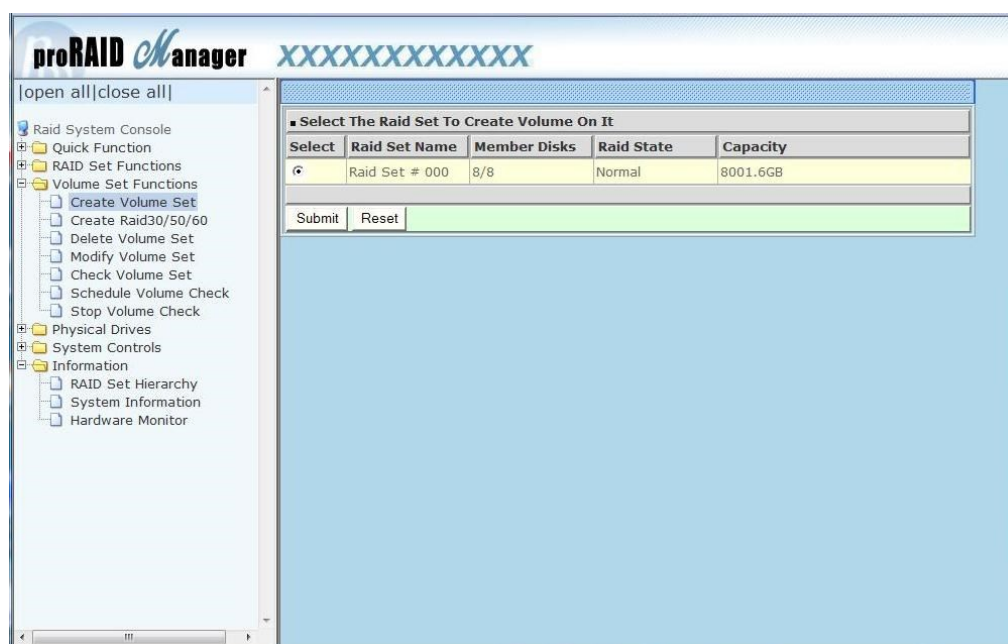 proRAID Manager XXXXXXXXXXXXX
|open all|close all|
Raid System Console
Quick Function
RAID Set Functions
Volume Set Functions
Create Volume Set
Create Raid30/50/60
Delete Volume Set
Modify Volume Set
Check Volume Set
Schedule Volume Check
Stop Volume Check
Physical Drives
System Controls
Information
RAID Set Hierarchy
System Information
Hardware Monitor
Select The Raid Set To Create Volume On It
Select Raid Set Name Member Disks Raid State Capacity
Raid Set # 000 8/8 Normal 8001.6GB
Submit Reset